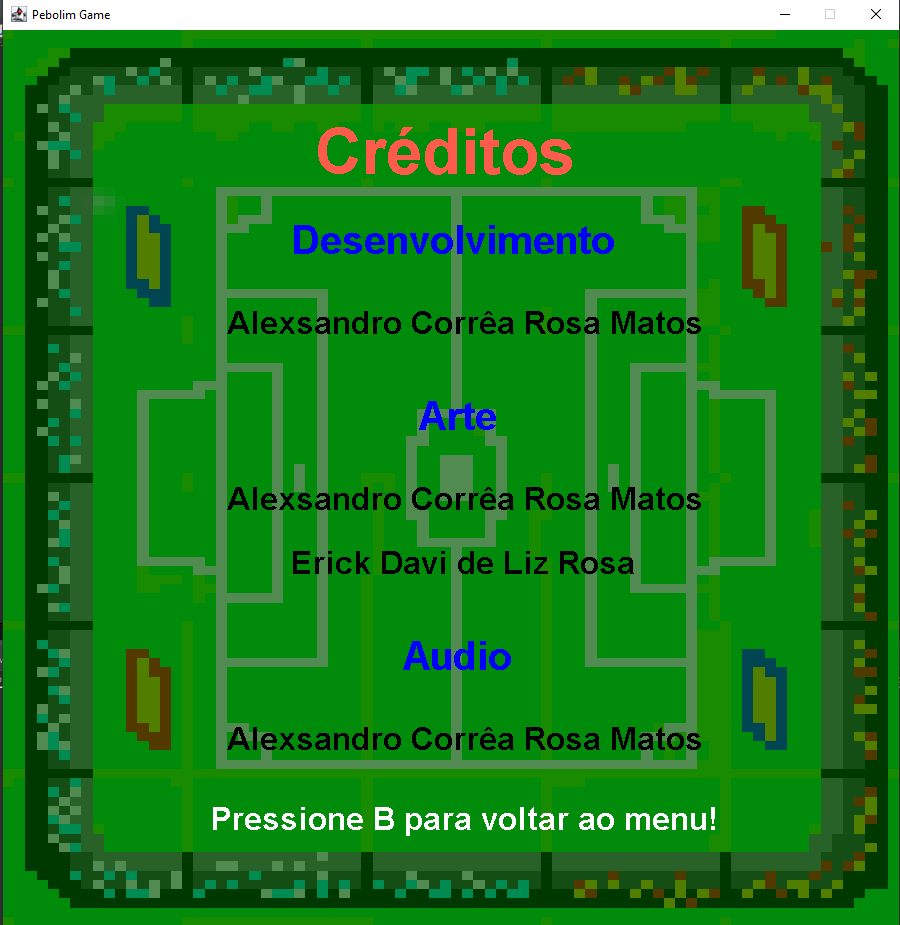 Pebolim Game
Créditos
Desenvolvimento
Alexsandro Corrêa Rosa Matos
Arte
Alexsandro Corrêa Rosa Matos
Erick Davi de Liz Rosa
Audio
Alexsandro Corrêa Rosa Matos
Pressione B para voltar ao menu!